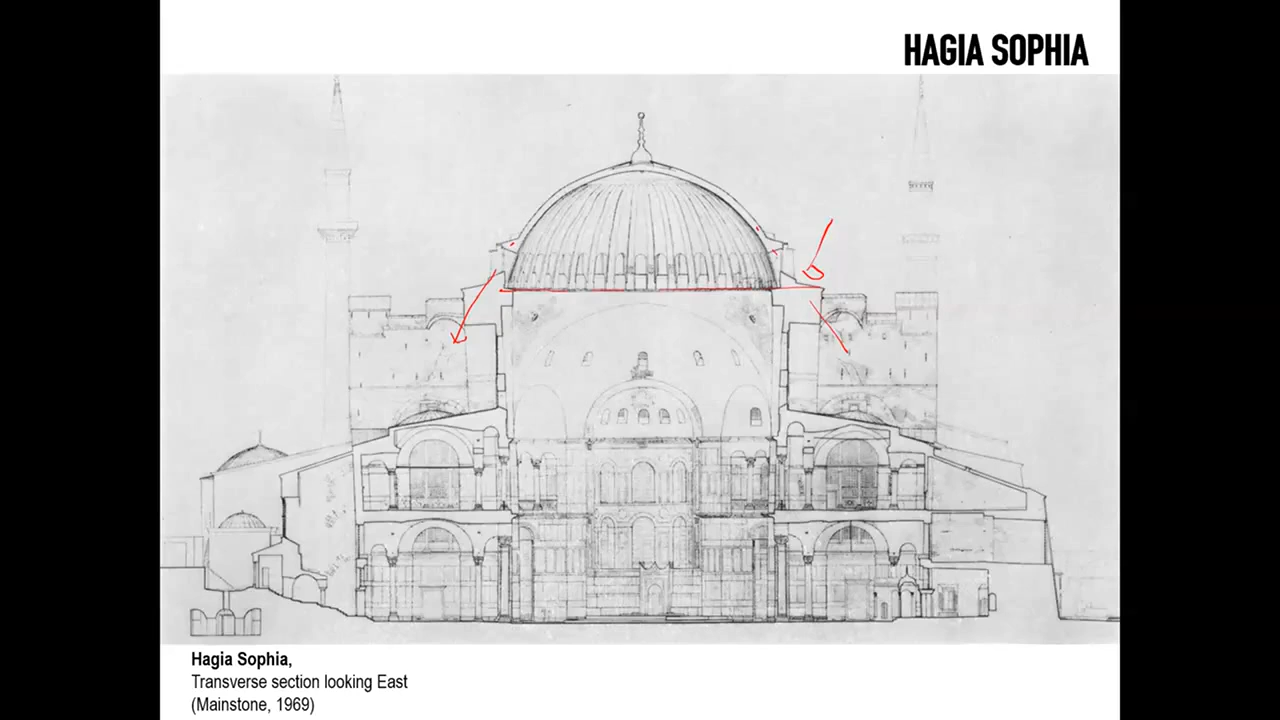 HAGIA SOPHIA
Hagia Sophia,
Transverse section looking East
(Mainstone, 1969)